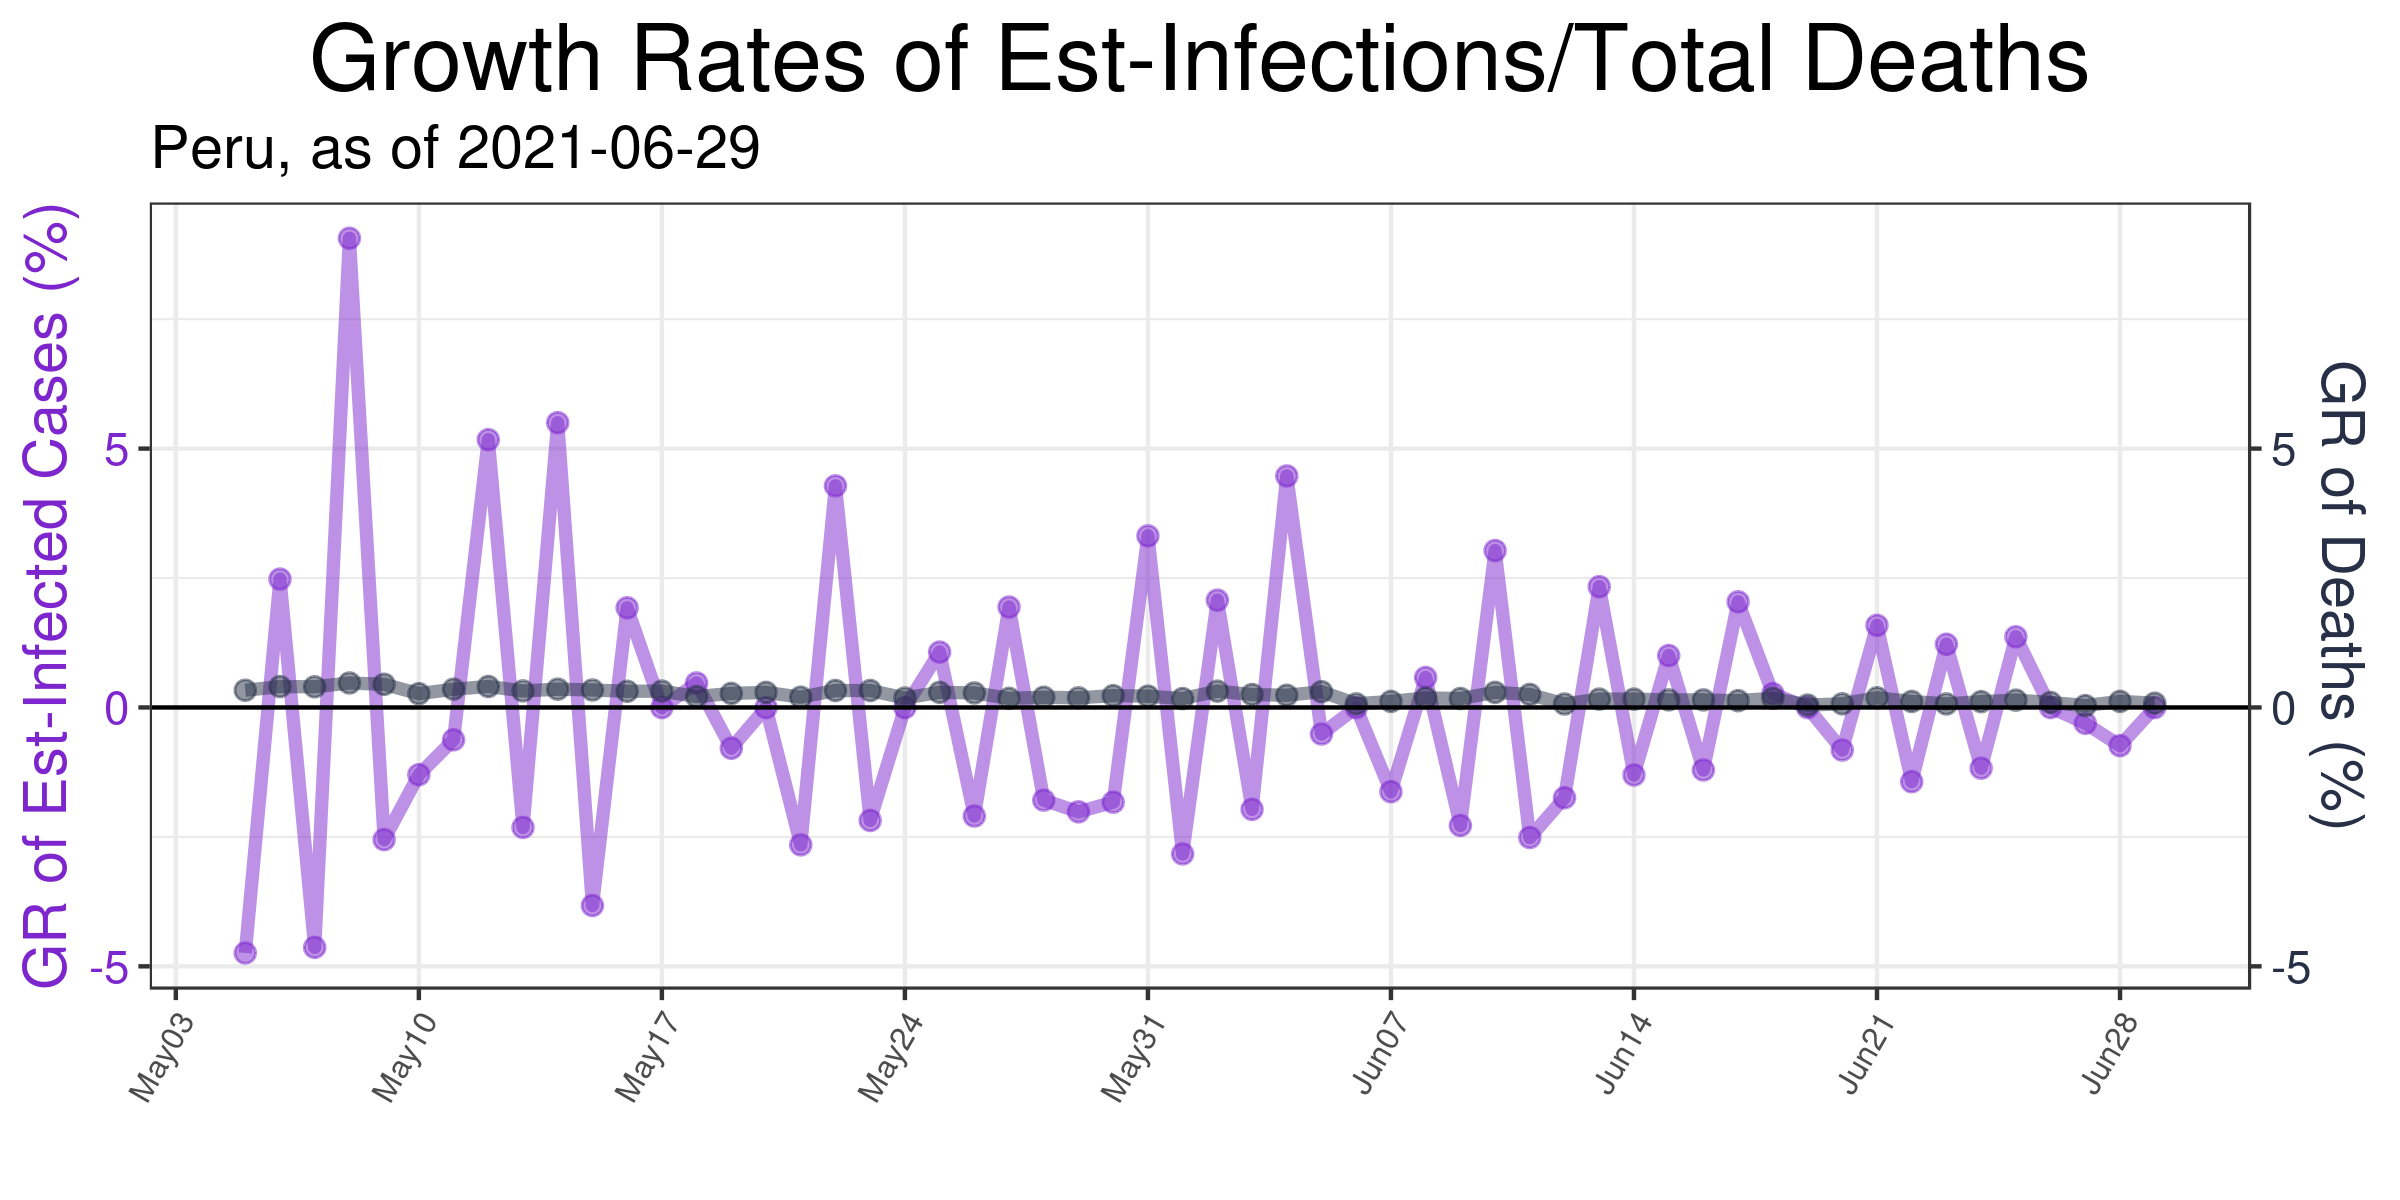 Growth Rates of Est-Infections/Total Deaths
Peru, as of 2021-06-29
GR of Est-Infected Cases (%)
5
0
-5
5
0
-5
GR of Deaths (%)
May03
May10
May17
May24
May31
Jun07
Jun14
Jun21
Jun28